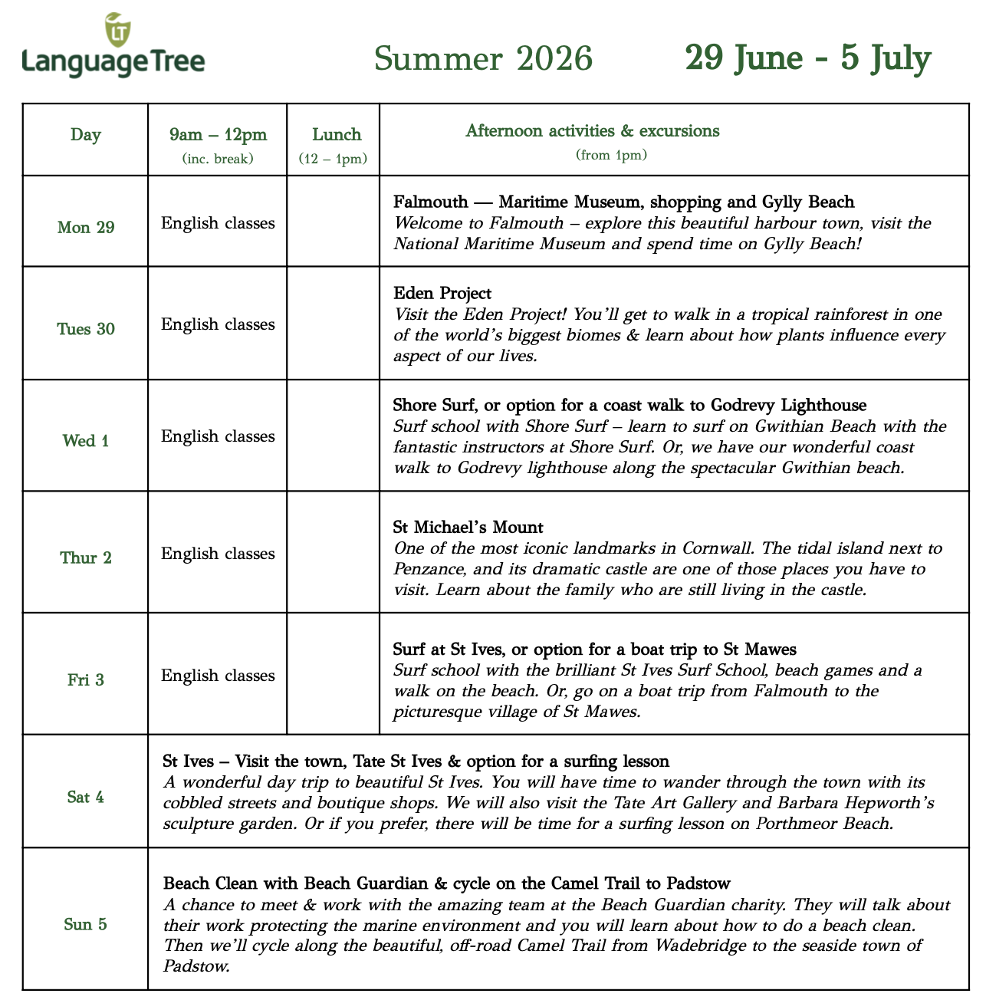 LT
LanguageTree
Summer 2026
29 June - 5 July
Day
9am – 12pm
(inc. break)
Lunch
(12 – 1pm)
Afternoon activities & excursions
(from 1pm)
Mon 29
English classes
Falmouth — Maritime Museum, shopping and Gylly Beach
Welcome to Falmouth – explore this beautiful harbour town, visit the
National Maritime Museum and spend time on Gylly Beach!
Tues 30
English classes
Eden Project
Visit the Eden Project! You’ll get to walk in a tropical rainforest in one
of the world’s biggest biomes & learn about how plants influence every
aspect of our lives.
Wed 1
English classes
Shore Surf, or option for a coast walk to Godrevy Lighthouse
Surf school with Shore Surf – learn to surf on Gwithian Beach with the
fantastic instructors at Shore Surf. Or, we have our wonderful coast
walk to Godrevy lighthouse along the spectacular Gwithian beach.
Thur 2
English classes
St Michael’s Mount
One of the most iconic landmarks in Cornwall. The tidal island next to
Penzance, and its dramatic castle are one of those places you have to
visit. Learn about the family who are still living in the castle.
Fri 3
English classes
Surf at St Ives, or option for a boat trip to St Mawes
Surf school with the brilliant St Ives Surf School, beach games and a
walk on the beach. Or, go on a boat trip from Falmouth to the
picturesque village of St Mawes.
Sat 4
St Ives – Visit the town, Tate St Ives & option for a surfing lesson
A wonderful day trip to beautiful St Ives. You will have time to wander through the town with its
cobbled streets and boutique shops. We will also visit the Tate Art Gallery and Barbara Hepworth’s
sculpture garden. Or if you prefer, there will be time for a surfing lesson on Porthmeor Beach.
Sun 5
Beach Clean with Beach Guardian & cycle on the Camel Trail to Padstow
A chance to meet & work with the amazing team at the Beach Guardian charity. They will talk about
their work protecting the marine environment and you will learn about how to do a beach clean.
Then we’ll cycle along the beautiful, off-road Camel Trail from Wadebridge to the seaside town of
Padstow.